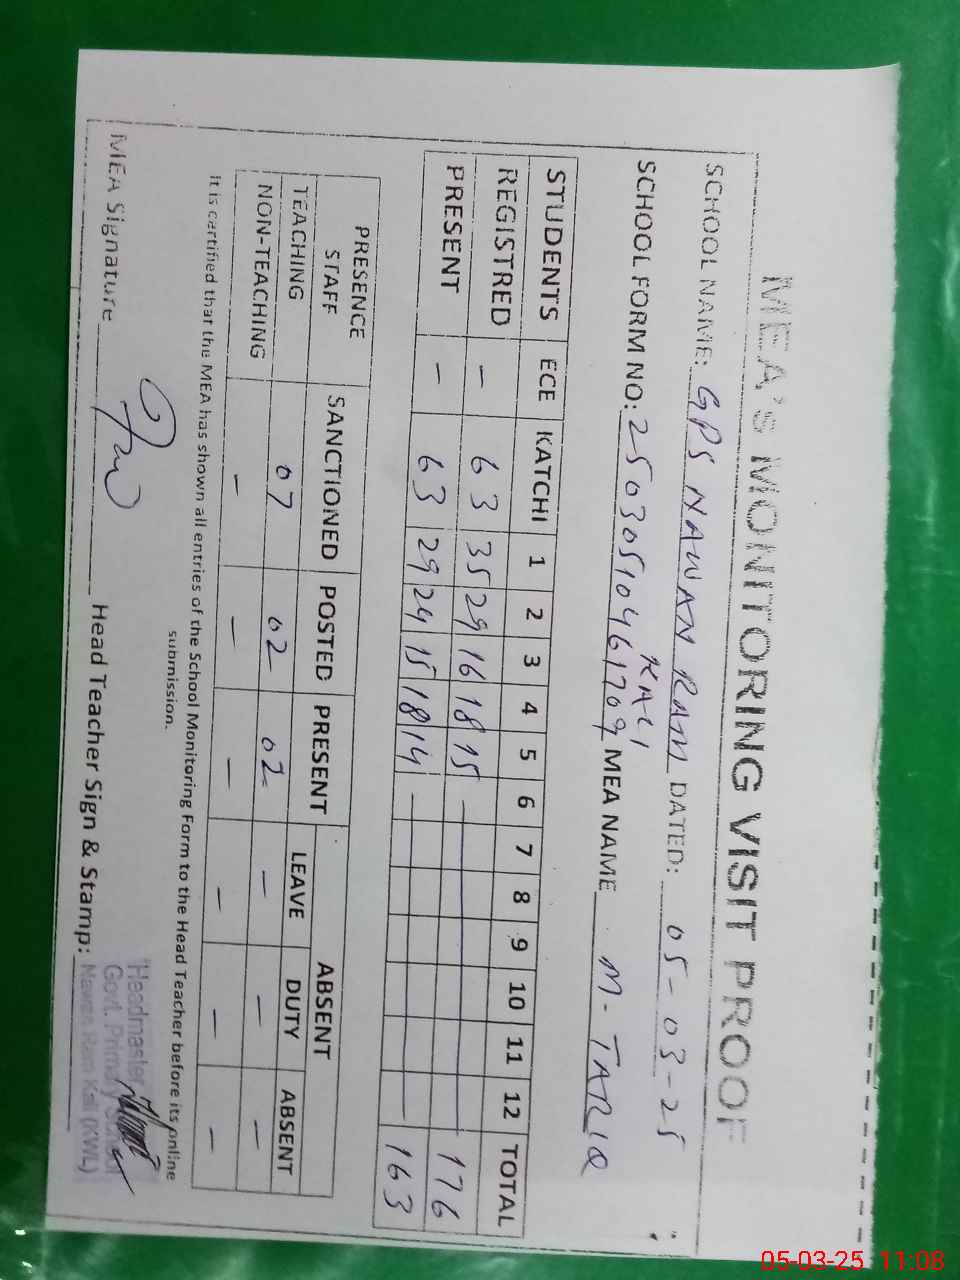 MEA's MONITORING VISIT PROOF
SCHOOL NAME: GPS NAWAN RAM DATED: 05-03-25
KALI
SCHOOL FORM NO: 25030510461709 MEA NAME M-TARIQ
STUDENTS ECE KATCHI 1 2 3 4 5 6 7 8 9 10 11 12 TOTAL
REGISTRED - 63 35 29 16 18 15 176
PRESENT - 63 29 24 15 18 14 163
PRESENCE STAFF SANCTIONED POSTED PRESENT ABSENT
LEAVE DUTY ABSENT
TEACHING 07 02 02 - - -
NON-TEACHING - - - - - -
It is certified that the MEA has shown all entries of the School Monitoring Form to the Head Teacher before its online
submission.
MEA Signature Head Teacher Sign & Stamp:
Headmaster
Govt. Primary School
Nawan Ram Kali (KWL)
05-03-25 11:08